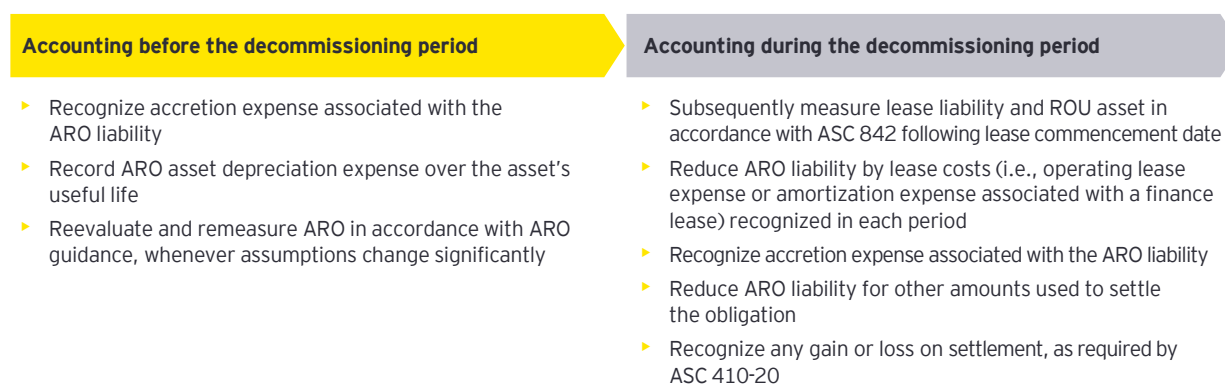 Accounting before the decommissioning period
▸ Recognize accretion expense associated with the
ARO liability
▸ Record ARO asset depreciation expense over the asset's
useful life
▸ Reevaluate and remeasure ARO in accordance with ARO
guidance, whenever assumptions change significantly
Accounting during the decommissioning period
▸ Subsequently measure lease liability and ROU asset in
accordance with ASC 842 following lease commencement date
▸ Reduce ARO liability by lease costs (i.e., operating lease
expense or amortization expense associated with a finance
lease) recognized in each period
▸ Recognize accretion expense associated with the ARO liability
▸ Reduce ARO liability for other amounts used to settle
the obligation
▸ Recognize any gain or loss on settlement, as required by
ASC 410-20